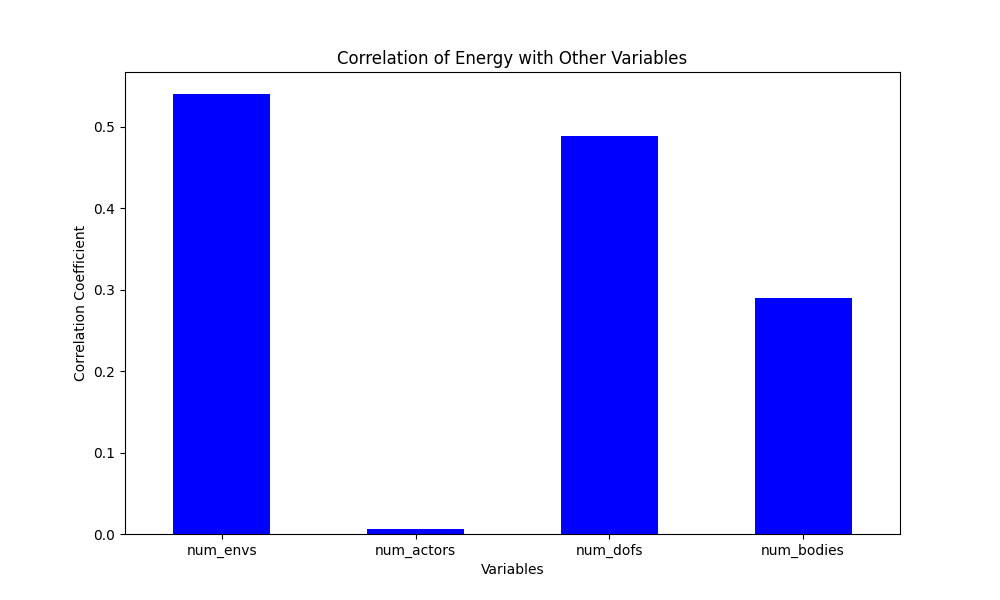 Correlation of Energy with Other Variables
Correlation Coefficient
0.5
0.4
0.3
0.2
0.1
0.0
num_envs num_actors num_dofs num_bodies
Variables